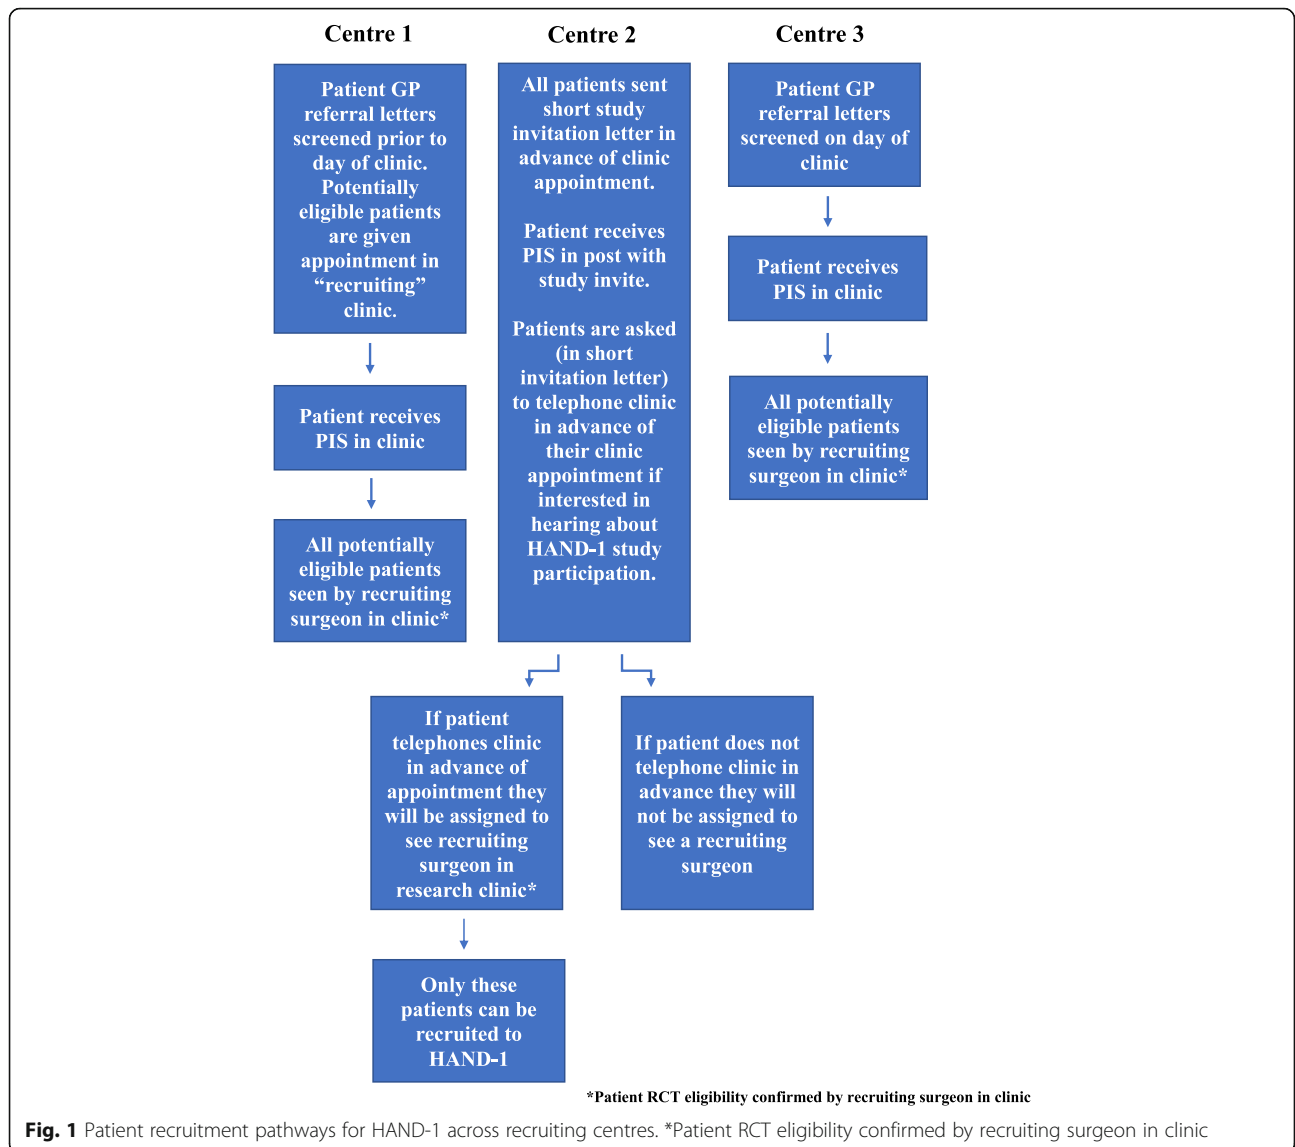 Centre 1
Patient GP
referral letters
screened prior to
day of clinic.
Potentially
eligible patients
are given
appointment in
“recruiting”
clinic.
Patient receives
PIS in clinic
All potentially
eligible patients
seen by recruiting
surgeon in clinic*
Centre 2
All patients sent
short study
invitation letter in
advance of clinic
appointment.
Patient receives
PIS in post with
study invite.
Patients are asked
(in short
invitation letter)
to telephone clinic
in advance of
their clinic
appointment if
interested in
hearing about
HAND-1 study
participation.
If patient
telephones clinic
in advance of
appointment they
will be assigned to
see recruiting
surgeon in
research clinic*
Only these
patients can be
recruited to
HAND-1
If patient does not
telephone clinic in
advance they will
not be assigned to
see a recruiting
surgeon
Centre 3
Patient GP
referral letters
screened on day of
clinic
Patient receives
PIS in clinic
All potentially
eligible patients
seen by recruiting
surgeon in clinic*
*Patient RCT eligibility confirmed by recruiting surgeon in clinic
Fig. 1 Patient recruitment pathways for HAND-1 across recruiting centres. *Patient RCT eligibility confirmed by recruiting surgeon in clinic